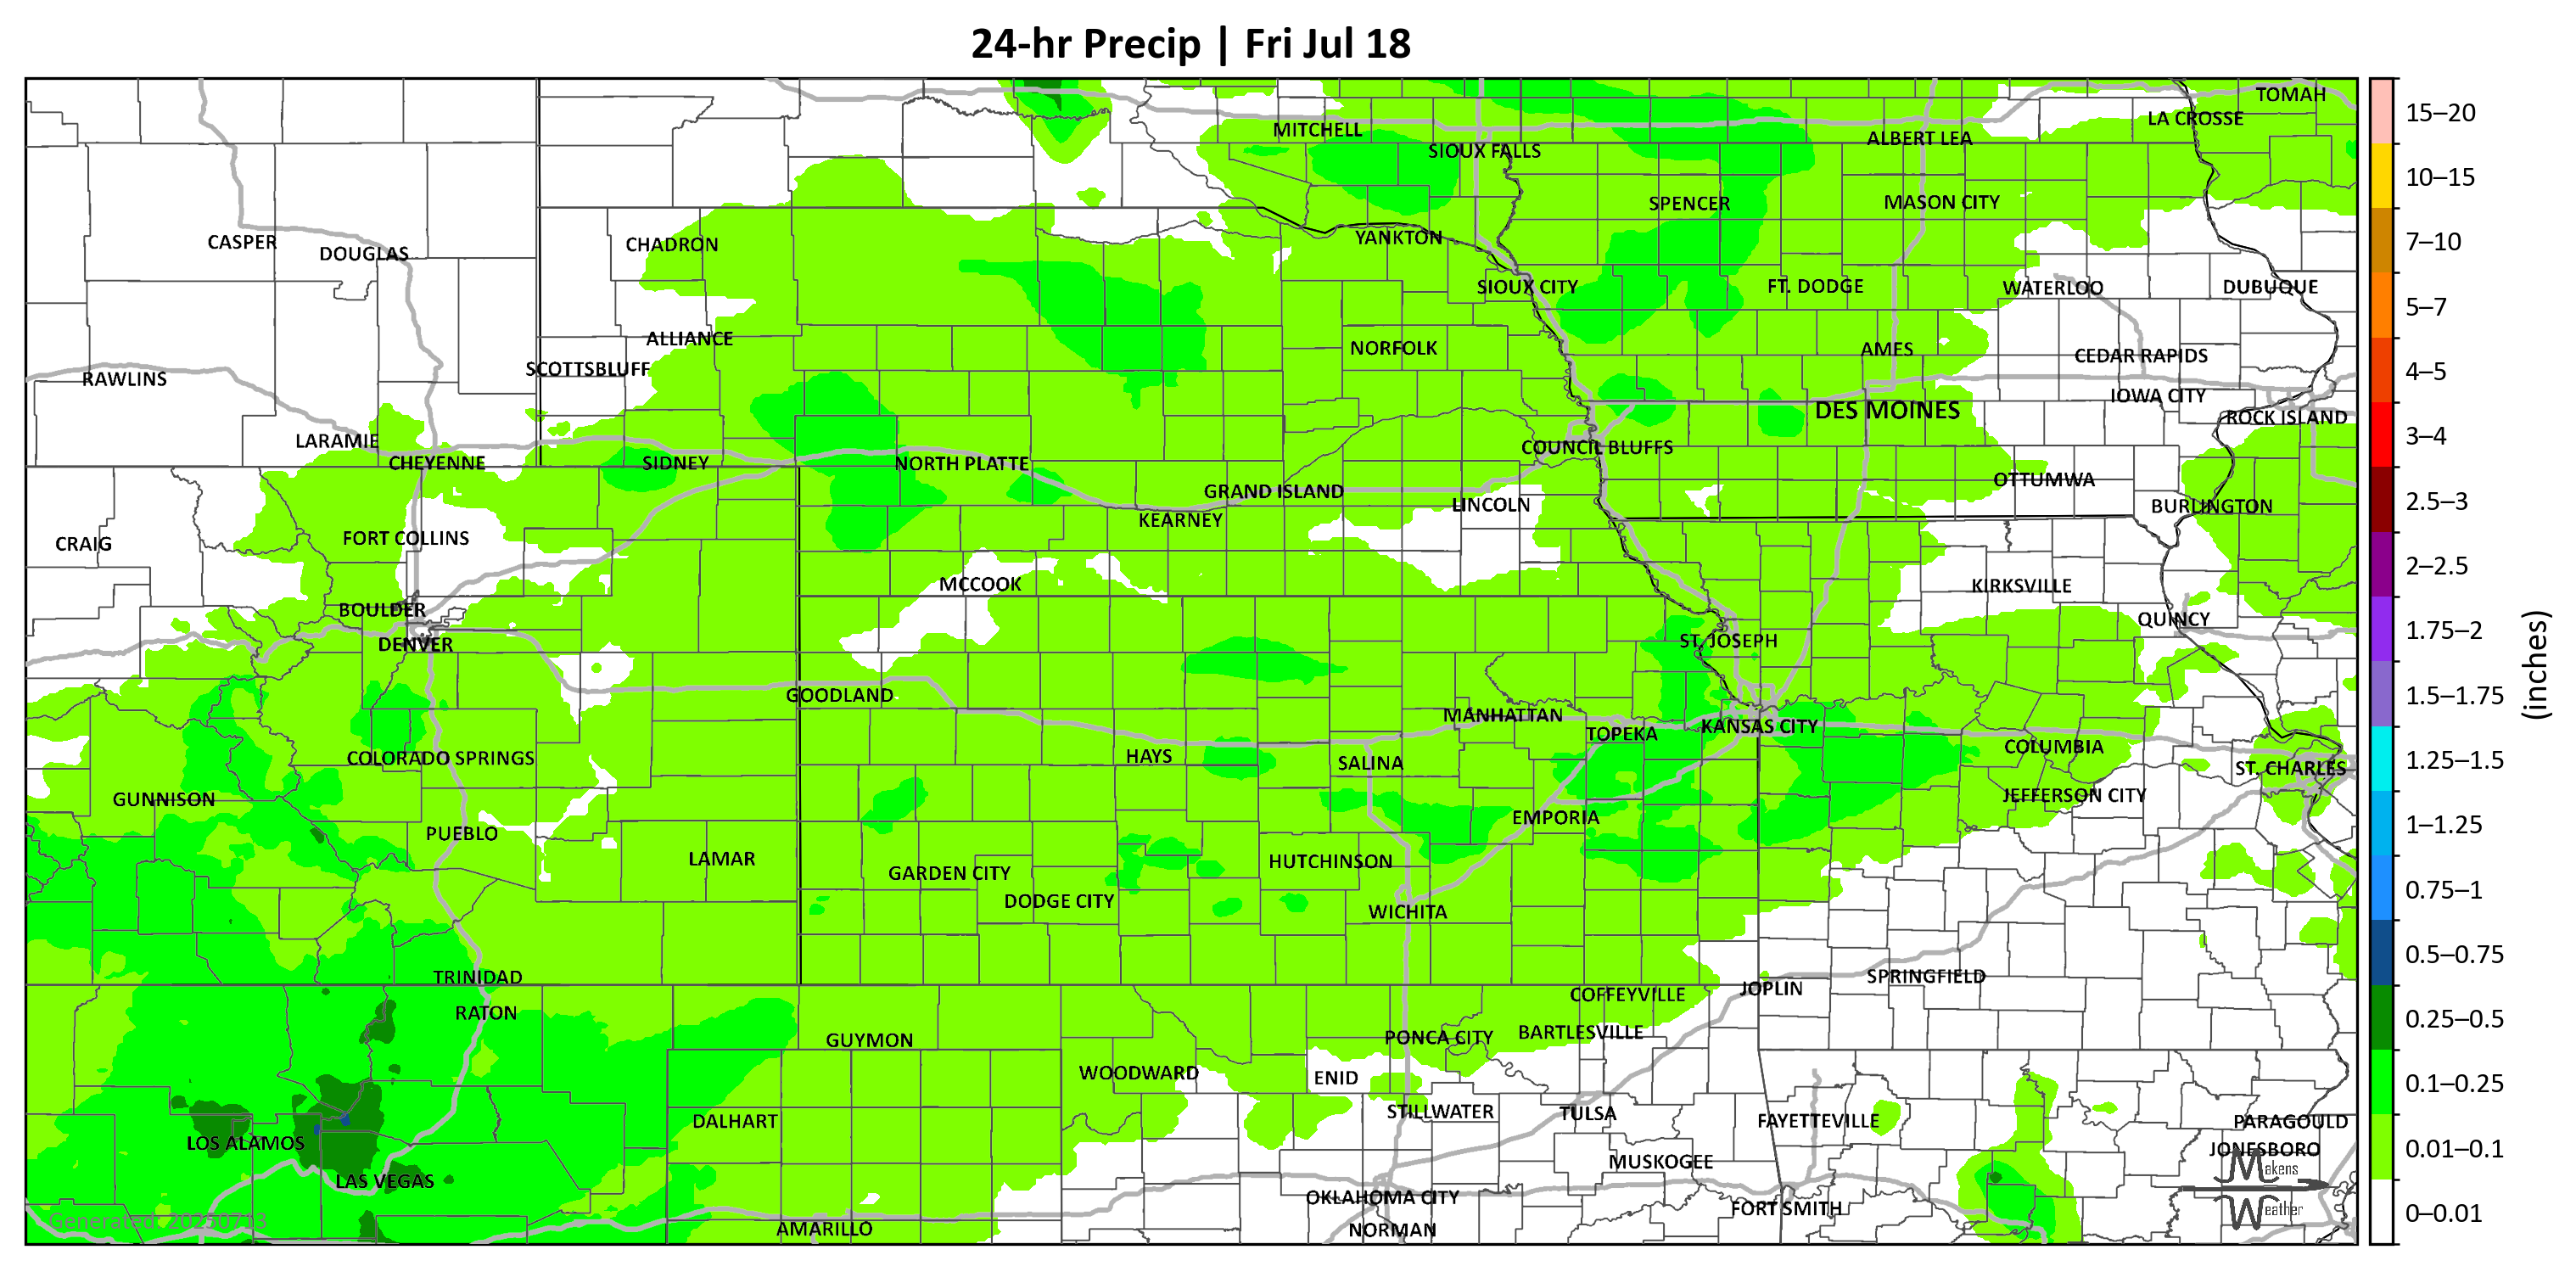 24-hr Precip | Fri Jul 18
TOMAH
15–20
LA CROSSE
MITCHELL
ALBERT LEA
SIOUX FALLS
10–15
SPENCER
MASON CITY
YANKTON
CASPER
CHADRON
7–10
DOUGLAS
SIOUX CITY
FT. DODGE
WATERLOO
DUBUQUE
5–7
ALLIANCE
NORFOLK
AMES
CEDAR RAPIDS
SCOTTSBLUFF
4–5
RAWLINS
IOWA CITY
DES MOINES
ROCK ISLAND
LARAMIE
3–4
COUNCIL BLUFFS
CHEYENNE
SIDNEY
NORTH PLATTE
OTTUMWA
GRAND ISLAND
LINCOLN
BURLINGTON
2.5–3
KEARNEY
CRAIG
FORT COLLINS
2–2.5
MCCOOK
KIRKSVILLE
BOULDER
QUINCY
DENVER
ST. JOSEPH
1.75–2
(inches)
GOODLAND
1.5–1.75
MANHATTAN
TOPEKA
KANSAS CITY
COLUMBIA
COLORADO SPRINGS
HAYS
SALINA
ST. CHARLES
1.25–1.5
GUNNISON
JEFFERSON CITY
EMPORIA
PUEBLO
1–1.25
LAMAR
HUTCHINSON
GARDEN CITY
0.75–1
DODGE CITY
WICHITA
0.5–0.75
TRINIDAD
SPRINGFIELD
JOPLIN
COFFEYVILLE
RATON
0.25–0.5
GUYMON
PONCA CITY
BARTLESVILLE
WOODWARD
ENID
0.1–0.25
DALHART
STILLWATER
TULSA
FAYETTEVILLE
PARAGOULD
LOS ALAMOS
JONESBORO
0.01–0.1
MUSKOGEE
Makens
LAS VEGAS
OKLAHOMA CITY
FORT SMITH
Weather
0–0.01
Generated: 20250713
AMARILLO
NORMAN